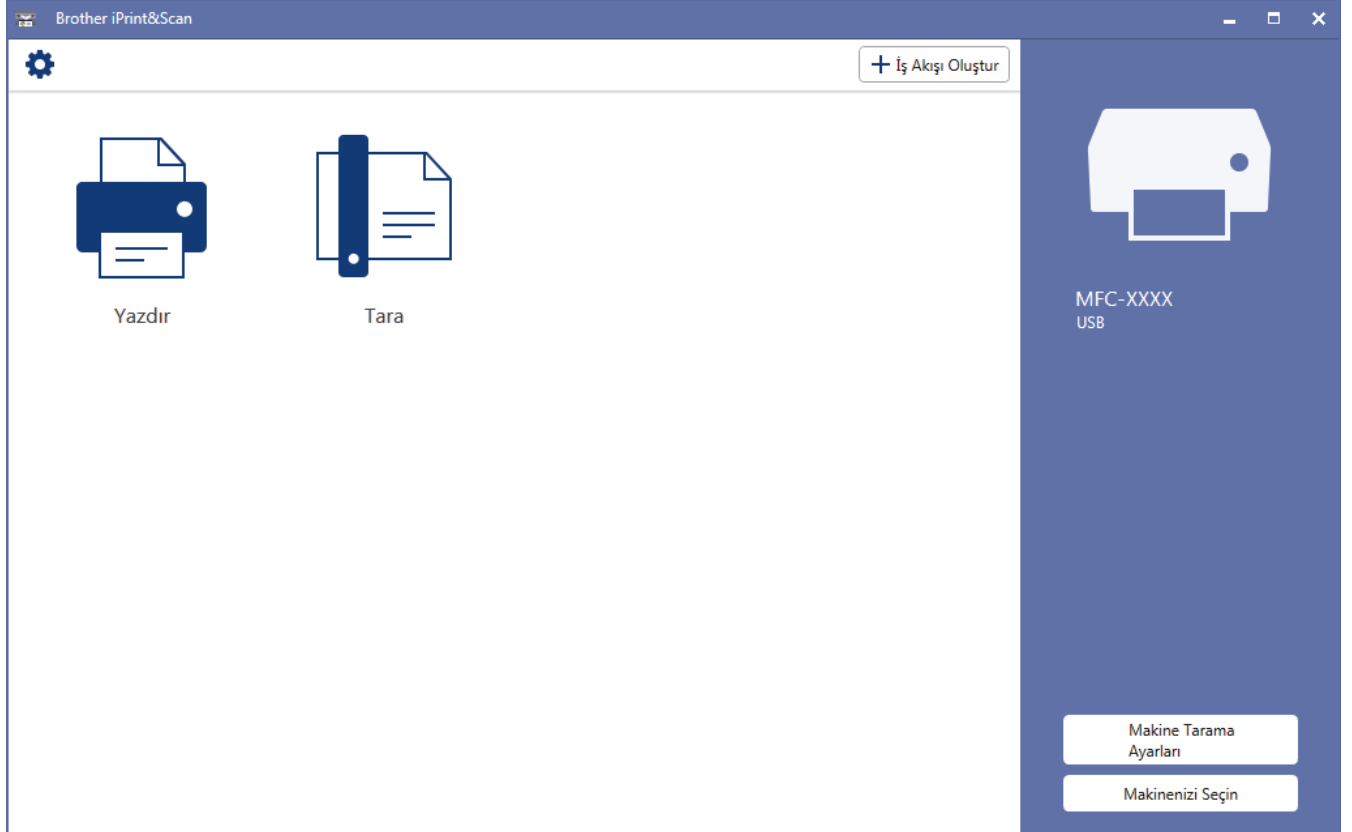 Brother iPrint&Scan
İş Akışı Oluştur
Yazdır
Tara
MFC-XXXX
USB
Makine Tarama
Ayarları
Makinenizi Seçin